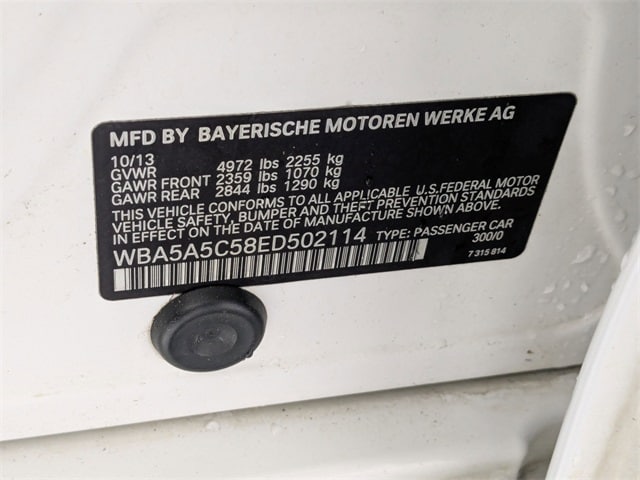 MFD BY BAYERISCHE MOTOREN WERKE AG
10/13
GVWR 4972 lbs 2255 kg
GAWR FRONT 2359 lbs 1070 kg
GAWR REAR 2844 lbs 1290 kg
THIS VEHICLE CONFORMS TO ALL APPLICABLE U.S.FEDERAL MOTOR
VEHICLE SAFETY, BUMPER AND THEFT PREVENTION STANDARDS
IN EFFECT ON THE DATE OF MANUFACTURE SHOWN ABOVE.
WBA5A5C58ED502114 TYPE: PASSENGER CAR
300/0
7 315 814